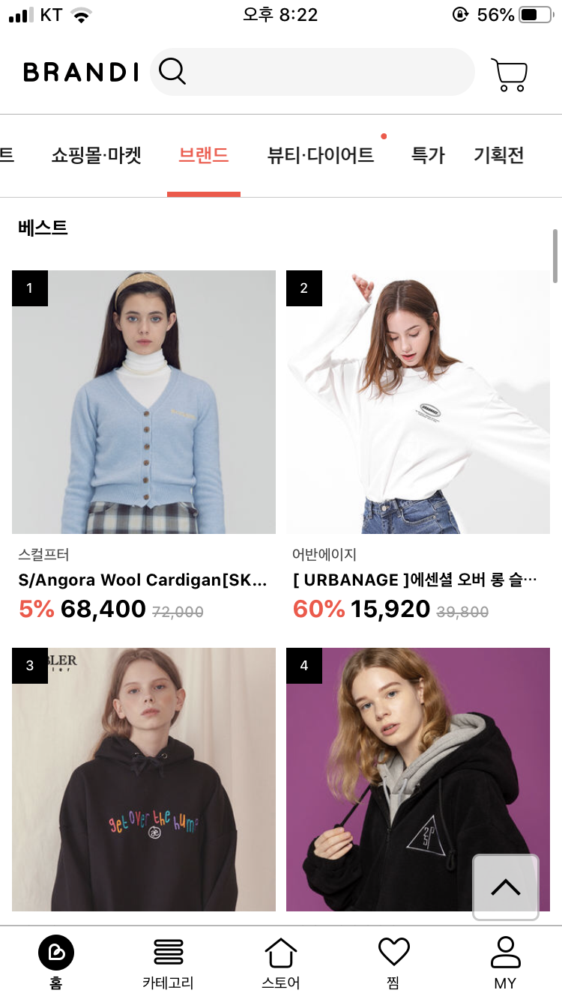 KT 오후 8:22 56%
BRANDI
트 쇼핑몰·마켓 브랜드 뷰티·다이어트 특가 기획전
베스트
1
2
스컬프터
어반에이지
S/Angora Wool Cardigan[SK...
[ URBANAGE ]에센셜 오버 롱 슬...
5% 68,400 72,000
60% 15,920 39,800
3
4
get over the hump
홈 카테고리 스토어 찜 MY